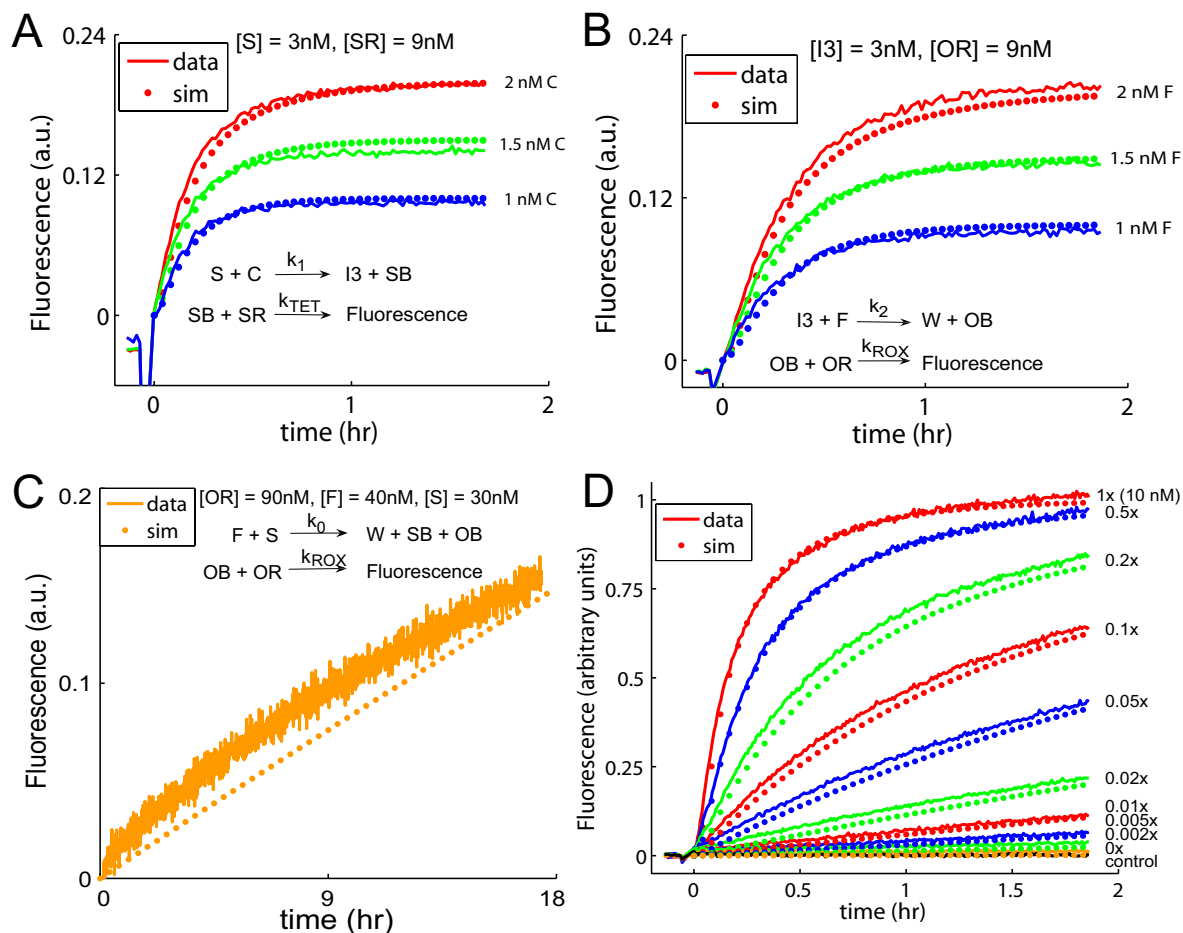 A
[S] = 3nM, [SR] = 9nM
data
sim
0.24
0.12
0
Fluorescence (a.u.)
2 nM C
1.5 nM C
1 nM C
S + C k1 I3 + SB
SB + SR kTET Fluorescence
0 1 2
time (hr)
B
[I3] = 3nM, [OR] = 9nM
data
sim
0.24
0.12
0
Fluorescence (a.u.)
2 nM F
1.5 nM F
1 nM F
I3 + F k2 W + OB
OB + OR kROX Fluorescence
0 1 2
time (hr)
C
[OR] = 90nM, [F] = 40nM, [S] = 30nM
data
sim
0.2
0.1
0
Fluorescence (a.u.)
F + S k0 W + SB + OB
OB + OR kROX Fluorescence
0 9 18
time (hr)
D
data
sim
1
0.75
0.5
0.25
0
Fluorescence (arbitrary units)
1x (10 nM)
0.5x
0.2x
0.1x
0.05x
0.02x
0.01x
0.005x
0.002x
0x
control
0 0.5 1 1.5 2
time (hr)